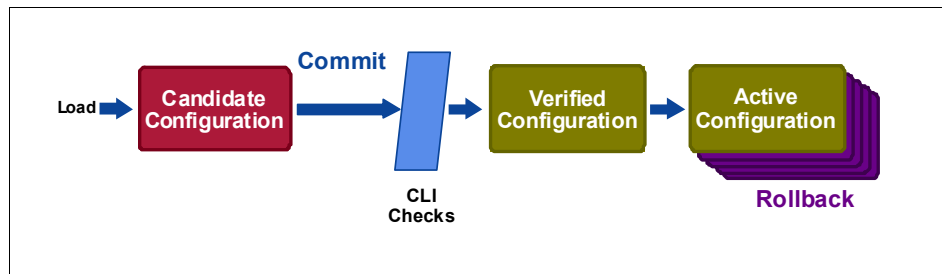 Load
Candidate
Configuration
Commit
CLI
Checks
Verified
Configuration
Active
Configuration
Rollback